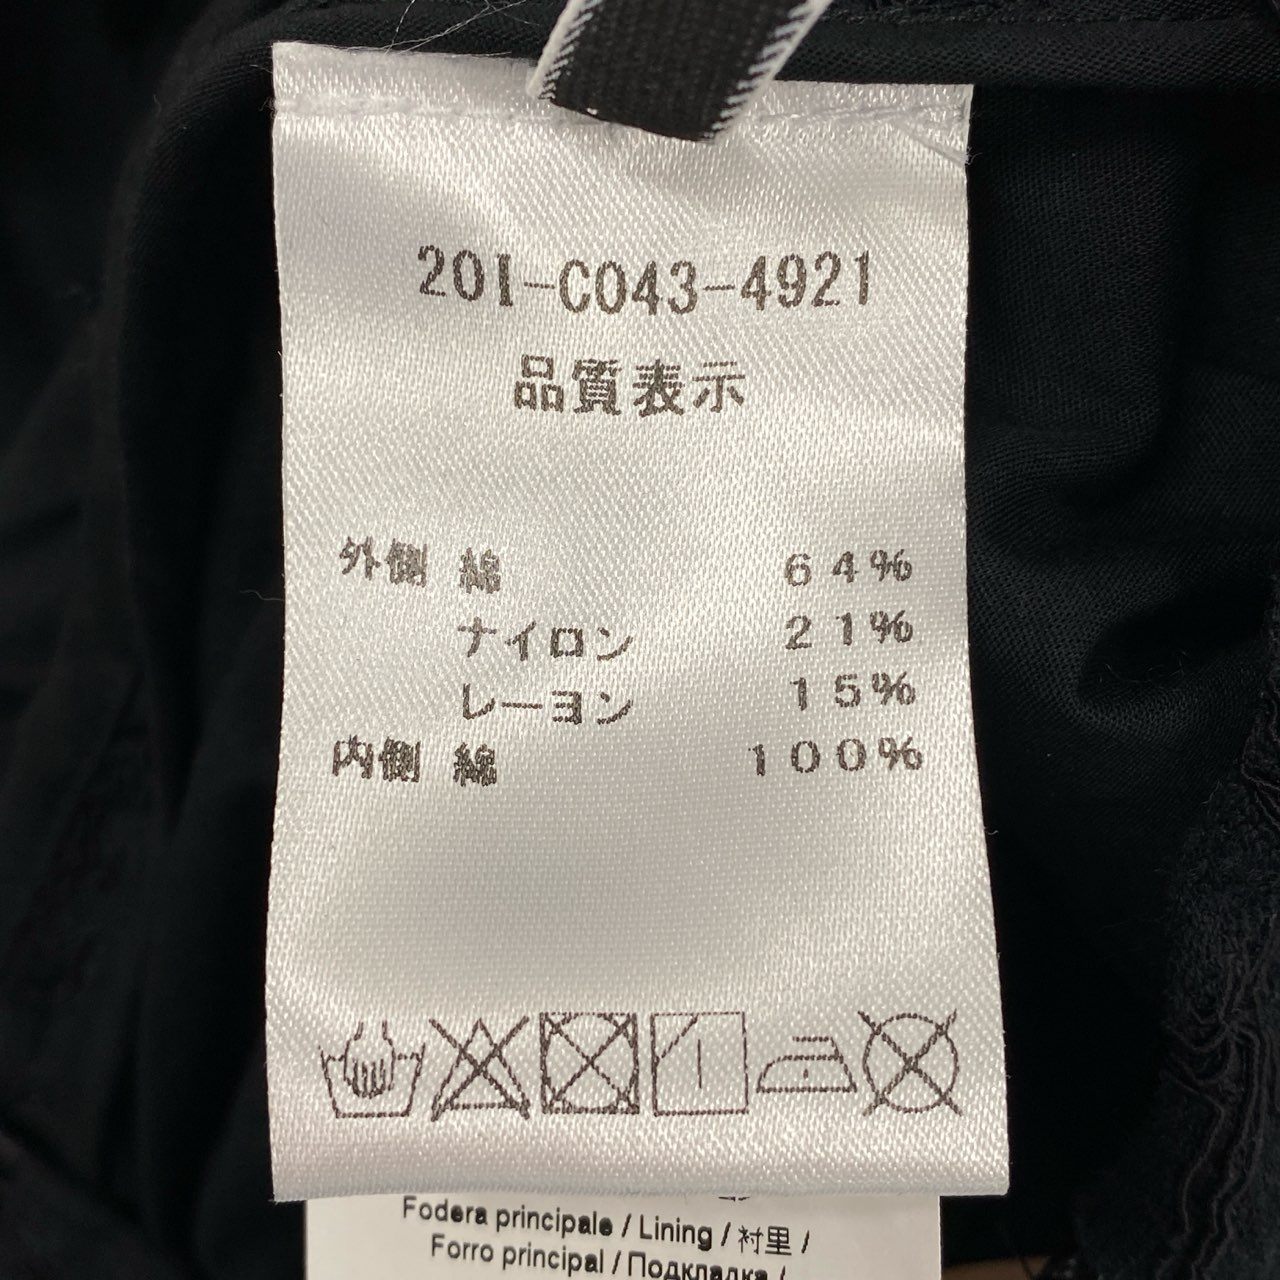 20I-C043-4921
品質表示
外側 綿 64%
ナイロン 21%
レーヨン 15%
内側 綿 100%
Fodera principale / Lining / 衬里 /
Forro principal / Подкладка /